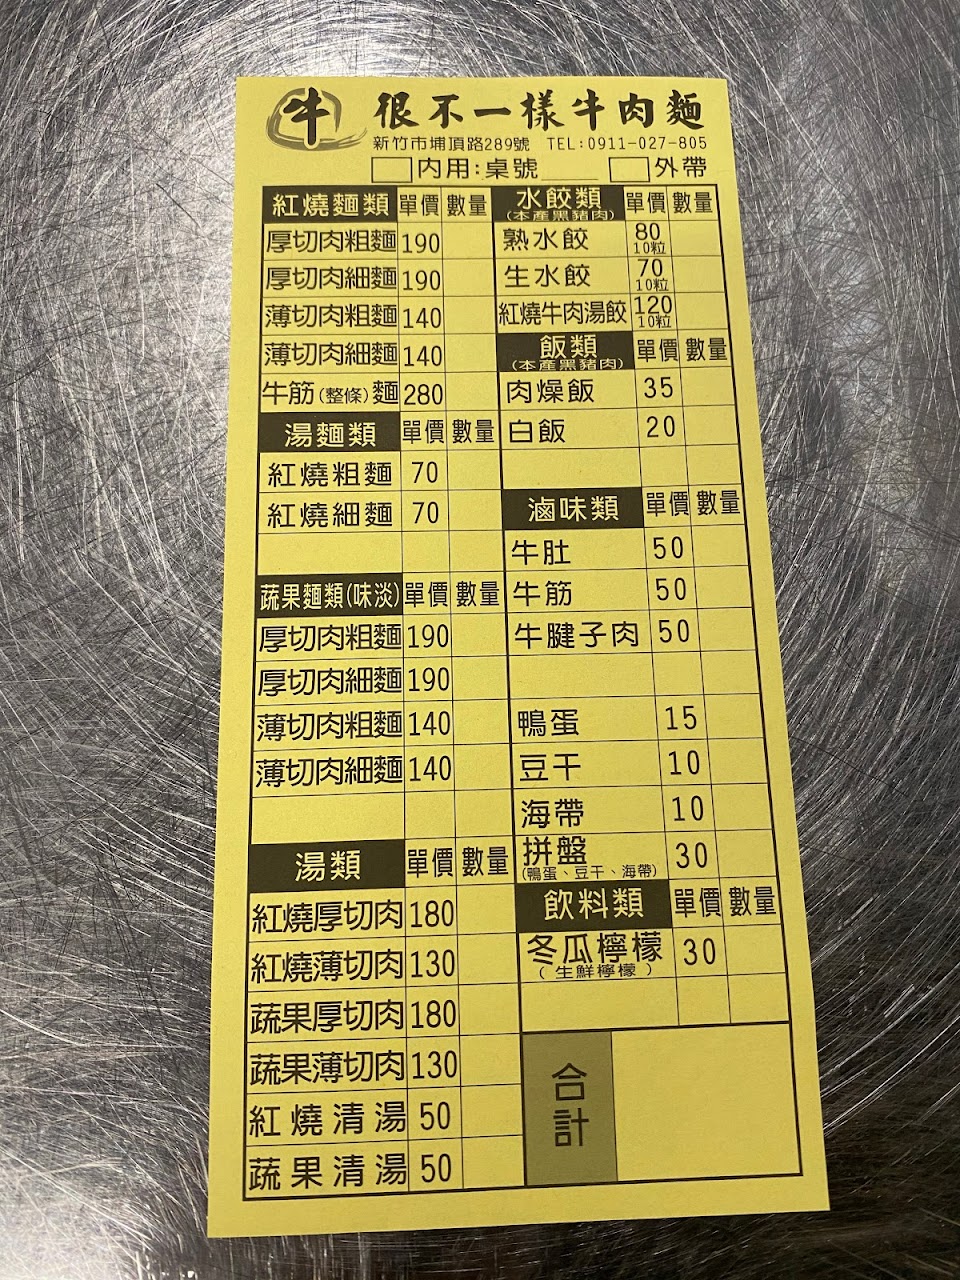 牛 很不一樣牛肉麵
新竹市埔頂路289號 TEL:0911-027-805
內用:桌號 外帶
紅燒麵類 單價 數量
厚切肉粗麵 190
厚切肉細麵 190
薄切肉粗麵 140
薄切肉細麵 140
牛筋(整條)麵 280
湯麵類 單價 數量
紅燒粗麵 70
紅燒細麵 70
蔬果麵類(味淡) 單價 數量
厚切肉粗麵 190
厚切肉細麵 190
薄切肉粗麵 140
薄切肉細麵 140
湯類 單價 數量
紅燒厚切肉 180
紅燒薄切肉 130
蔬果厚切肉 180
蔬果薄切肉 130
紅燒清湯 50
蔬果清湯 50
水餃類 單價 數量
(本產黑豬肉)
熟水餃 80
10粒
生水餃 70
10粒
紅燒牛肉湯餃 120
10粒
飯類 單價 數量
(本產黑豬肉)
肉燥飯 35
白飯 20
滷味類 單價 數量
牛肚 50
牛筋 50
牛腱子肉 50
鴨蛋 15
豆干 10
海帶 10
拼盤 30
(鴨蛋、豆干、海帶)
飲料類 單價 數量
冬瓜檸檬 30
(生鮮檸檬)
合計